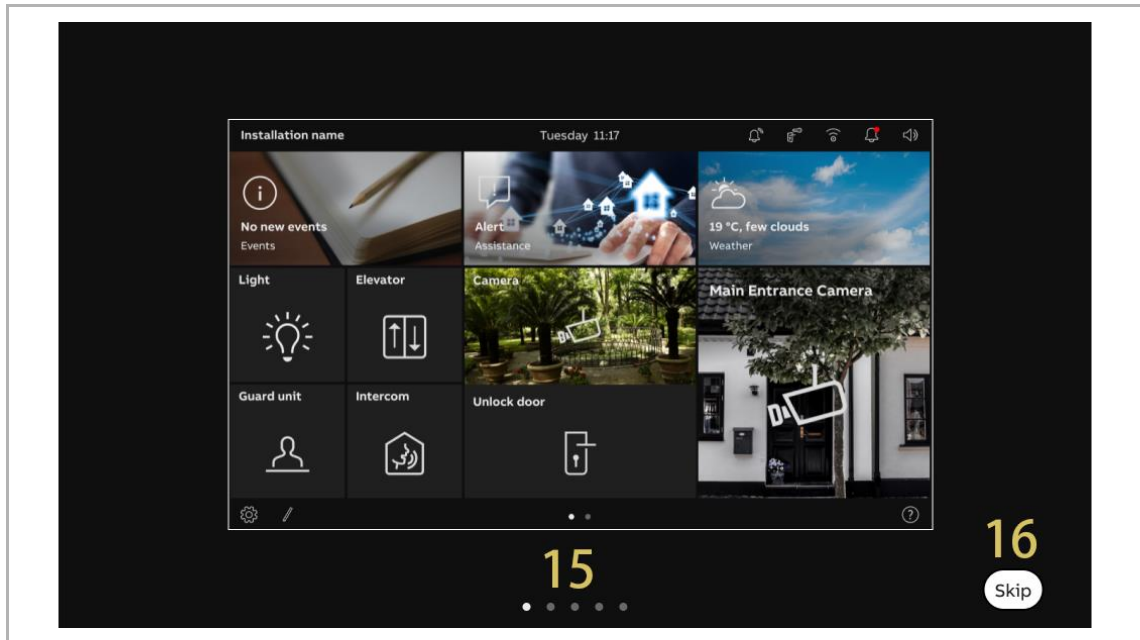 Installation name
Tuesday 11:17
No new events
Events
Alert
Assistance
19 °C, few clouds
Weather
Light
Elevator
Camera
Main Entrance Camera
Guard unit
Intercom
Unlock door
15
16
Skip